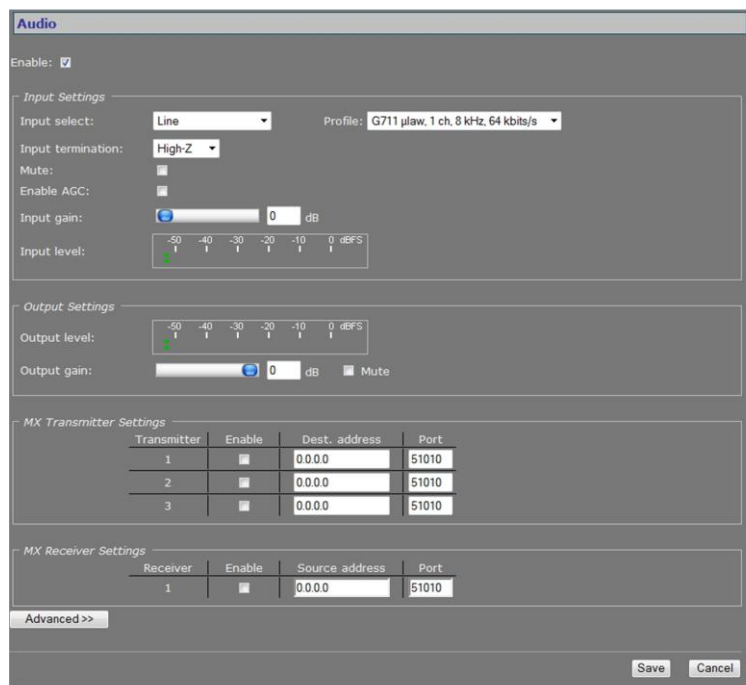 Audio
Enable:
Input Settings
Input select: Line Profile: G711 µlaw, 1 ch, 8 kHz, 64 kbits/s
Input termination: High-Z
Mute:
Enable AGC:
Input gain: 0 dB
-50 -40 -30 -20 -10 0 dBFS
Input level:
Output Settings
-50 -40 -30 -20 -10 0 dBFS
Output level:
Output gain: 0 dB Mute
MX Transmitter Settings
Transmitter Enable Dest. address Port
1 0.0.0.0 51010
2 0.0.0.0 51010
3 0.0.0.0 51010
MX Receiver Settings
Receiver Enable Source address Port
1 0.0.0.0 51010
Advanced >>
Save Cancel